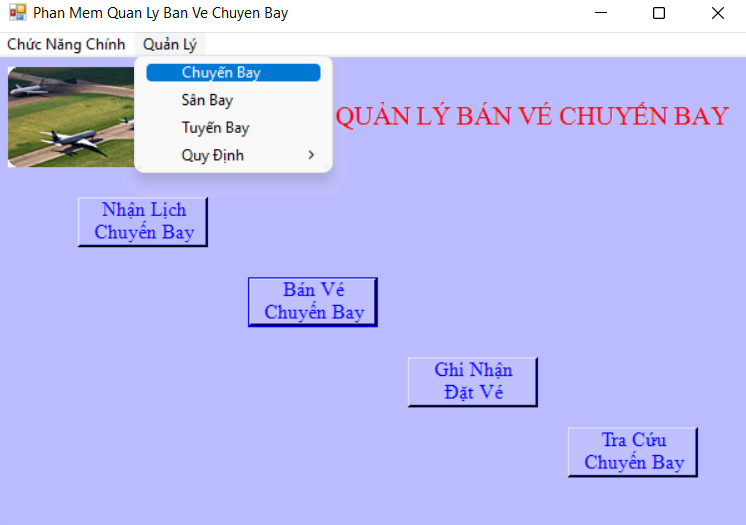 Phan Mem Quan Ly Ban Ve Chuyen Bay
Chức Năng Chính Quản Lý
Chuyến Bay
Sân Bay
Tuyến Bay
Quy Định
QUẢN LÝ BÁN VÉ CHUYẾN BAY
Nhận Lịch
Chuyến Bay
Bán Vé
Chuyến Bay
Ghi Nhận
Đặt Vé
Tra Cứu
Chuyến Bay